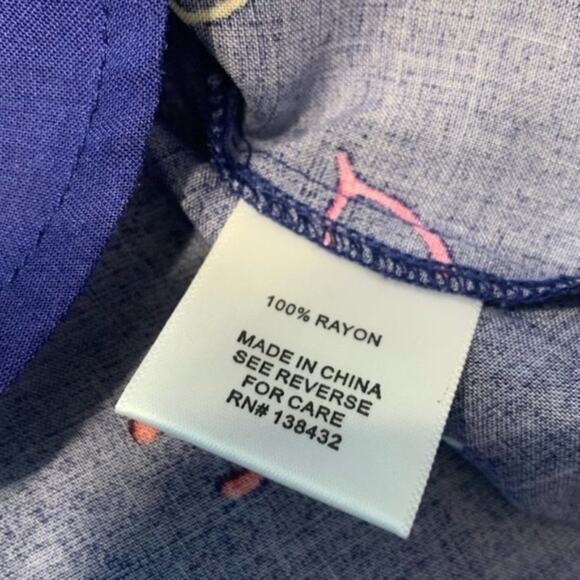 100% RAYON
MADE IN CHINA
SEE REVERSE
FOR CARE
RN# 138432